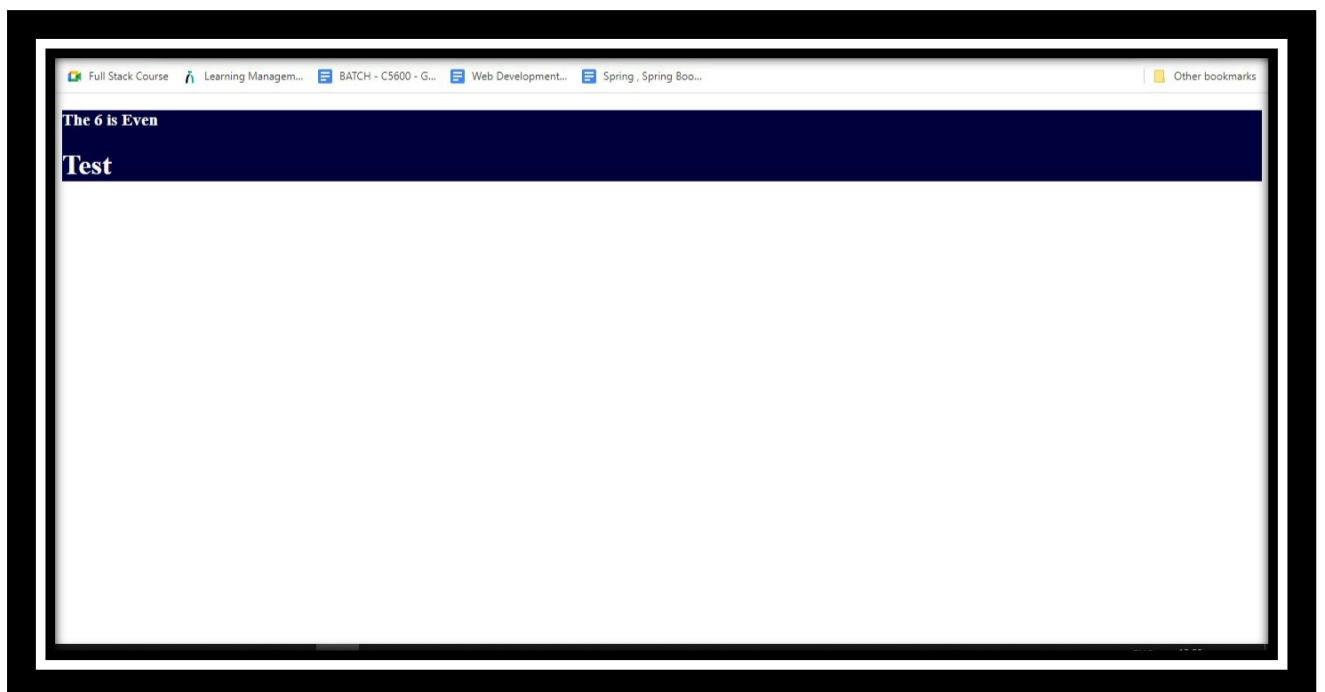 Full Stack Course Learning Managem... BATCH - C5600 - G... Web Development... Spring , Spring Boo... Other bookmarks
The 6 is Even
Test